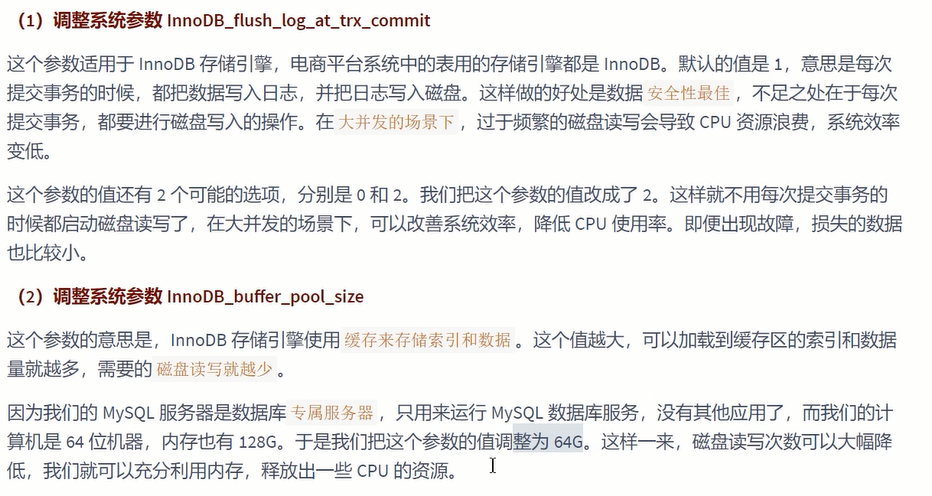 （1）调整系统参数 InnoDB_flush_log_at_trx_commit
这个参数适用于 InnoDB 存储引擎，电商平台系统中的表用的存储引擎都是 InnoDB。默认的值是 1，意思是每次
提交事务的时候，都把数据写入日志，并把日志写入磁盘。这样做的好处是数据 安全性最佳 ，不足之处在于每次
提交事务，都要进行磁盘写入的操作。在 大并发的场景下 ，过于频繁的磁盘读写会导致 CPU 资源浪费，系统效率
变低。
这个参数的值还有 2 个可能的选项，分别是 0 和 2。我们把这个参数的值改成了 2。这样就不用每次提交事务的
时候都启动磁盘读写了，在大并发的场景下，可以改善系统效率，降低 CPU 使用率。即便出现故障，损失的数据
也比较小。
（2）调整系统参数 InnoDB_buffer_pool_size
这个参数的意思是，InnoDB 存储引擎使用 缓存来存储索引和数据 。这个值越大，可以加载到缓存区的索引和数据
量就越多，需要的 磁盘读写就越少 。
因为我们的 MySQL 服务器是数据库 专属服务器 ，只用来运行 MySQL 数据库服务，没有其他应用了，而我们的计
算机是 64 位机器，内存也有 128G。于是我们把这个参数的值调整为 64G。这样一来，磁盘读写次数可以大幅降
低，我们就可以充分利用内存，释放出一些 CPU 的资源。